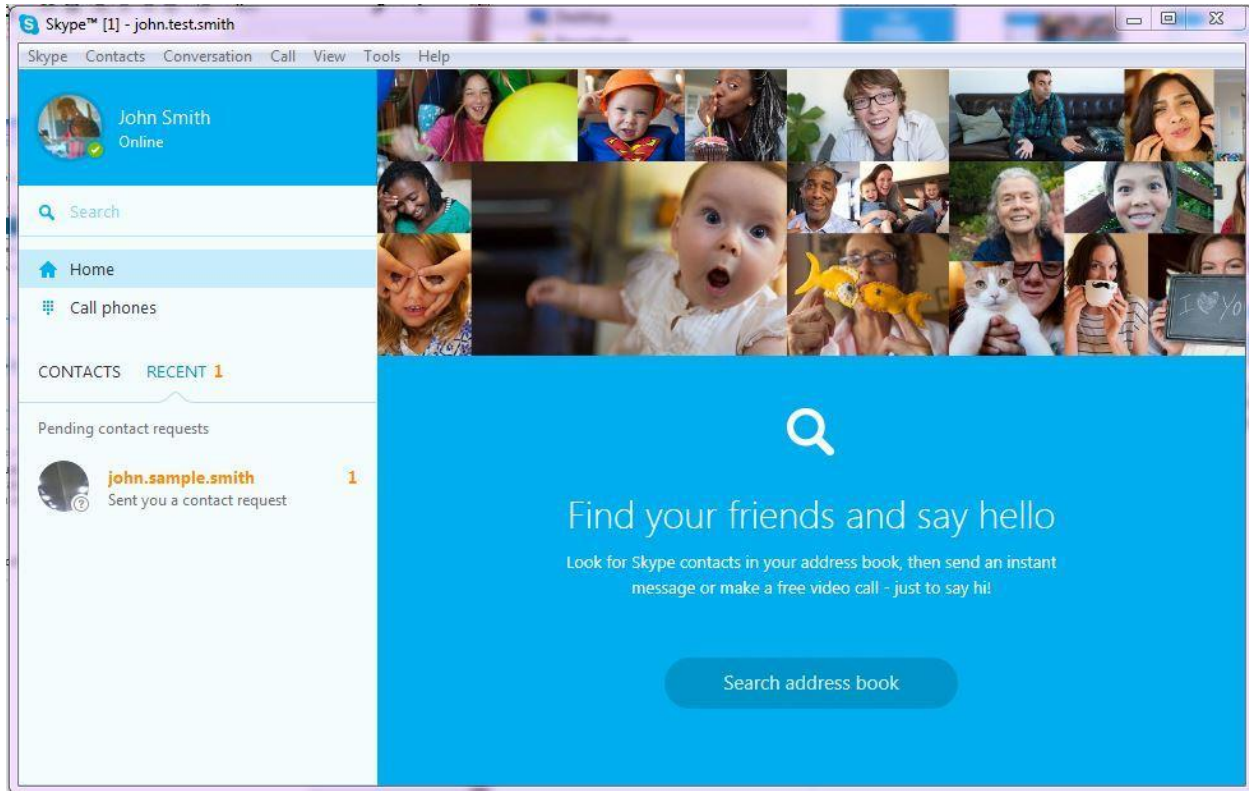 Skype™ [1] - john.test.smith
Skype Contacts Conversation Call View Tools Help
John Smith
Online
Search
Home
Call phones
CONTACTS RECENT 1
Pending contact requests
john.sample.smith 1
Sent you a contact request
I ♥ Yo
Find your friends and say hello
Look for Skype contacts in your address book, then send an instant
message or make a free video call - just to say hi!
Search address book